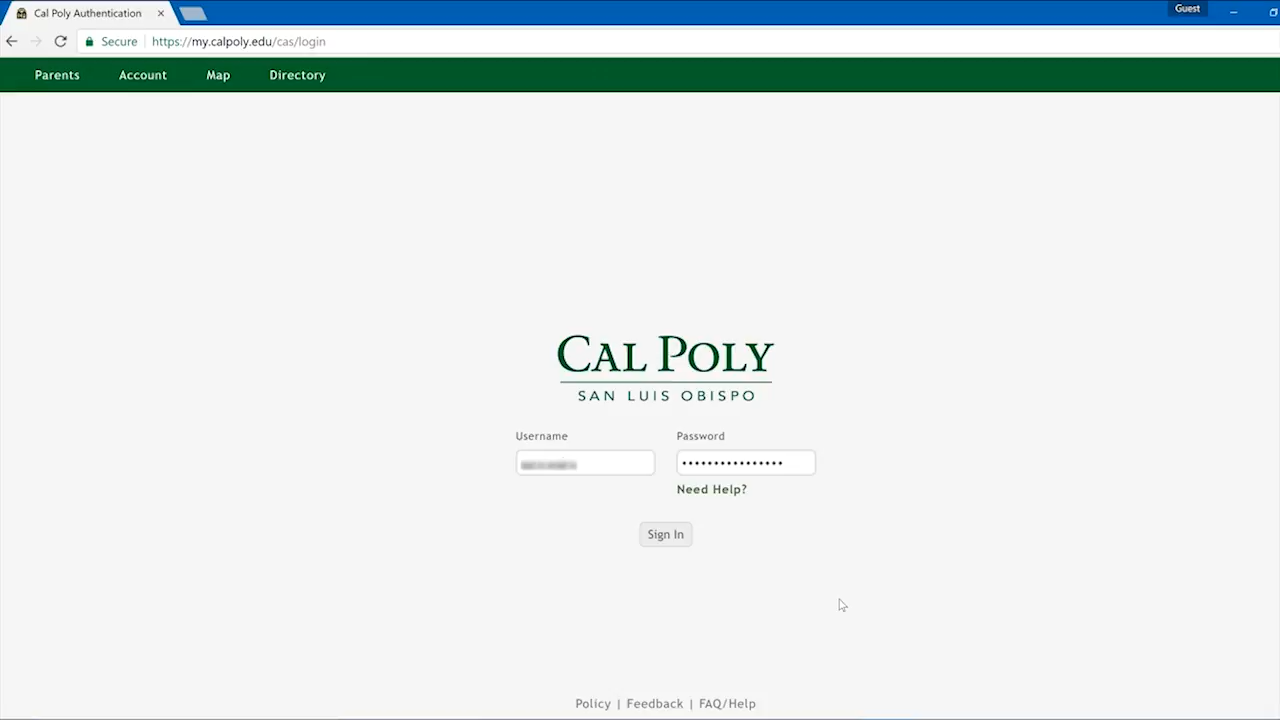 Cal Poly Authentication
Guest
Secure
https://my.calpoly.edu/cas/login
Parents Account Map Directory
CAL POLY
SAN LUIS OBISPO
Username Password
••••••••••••••••
Need Help?
Sign In
Policy | Feedback | FAQ/Help